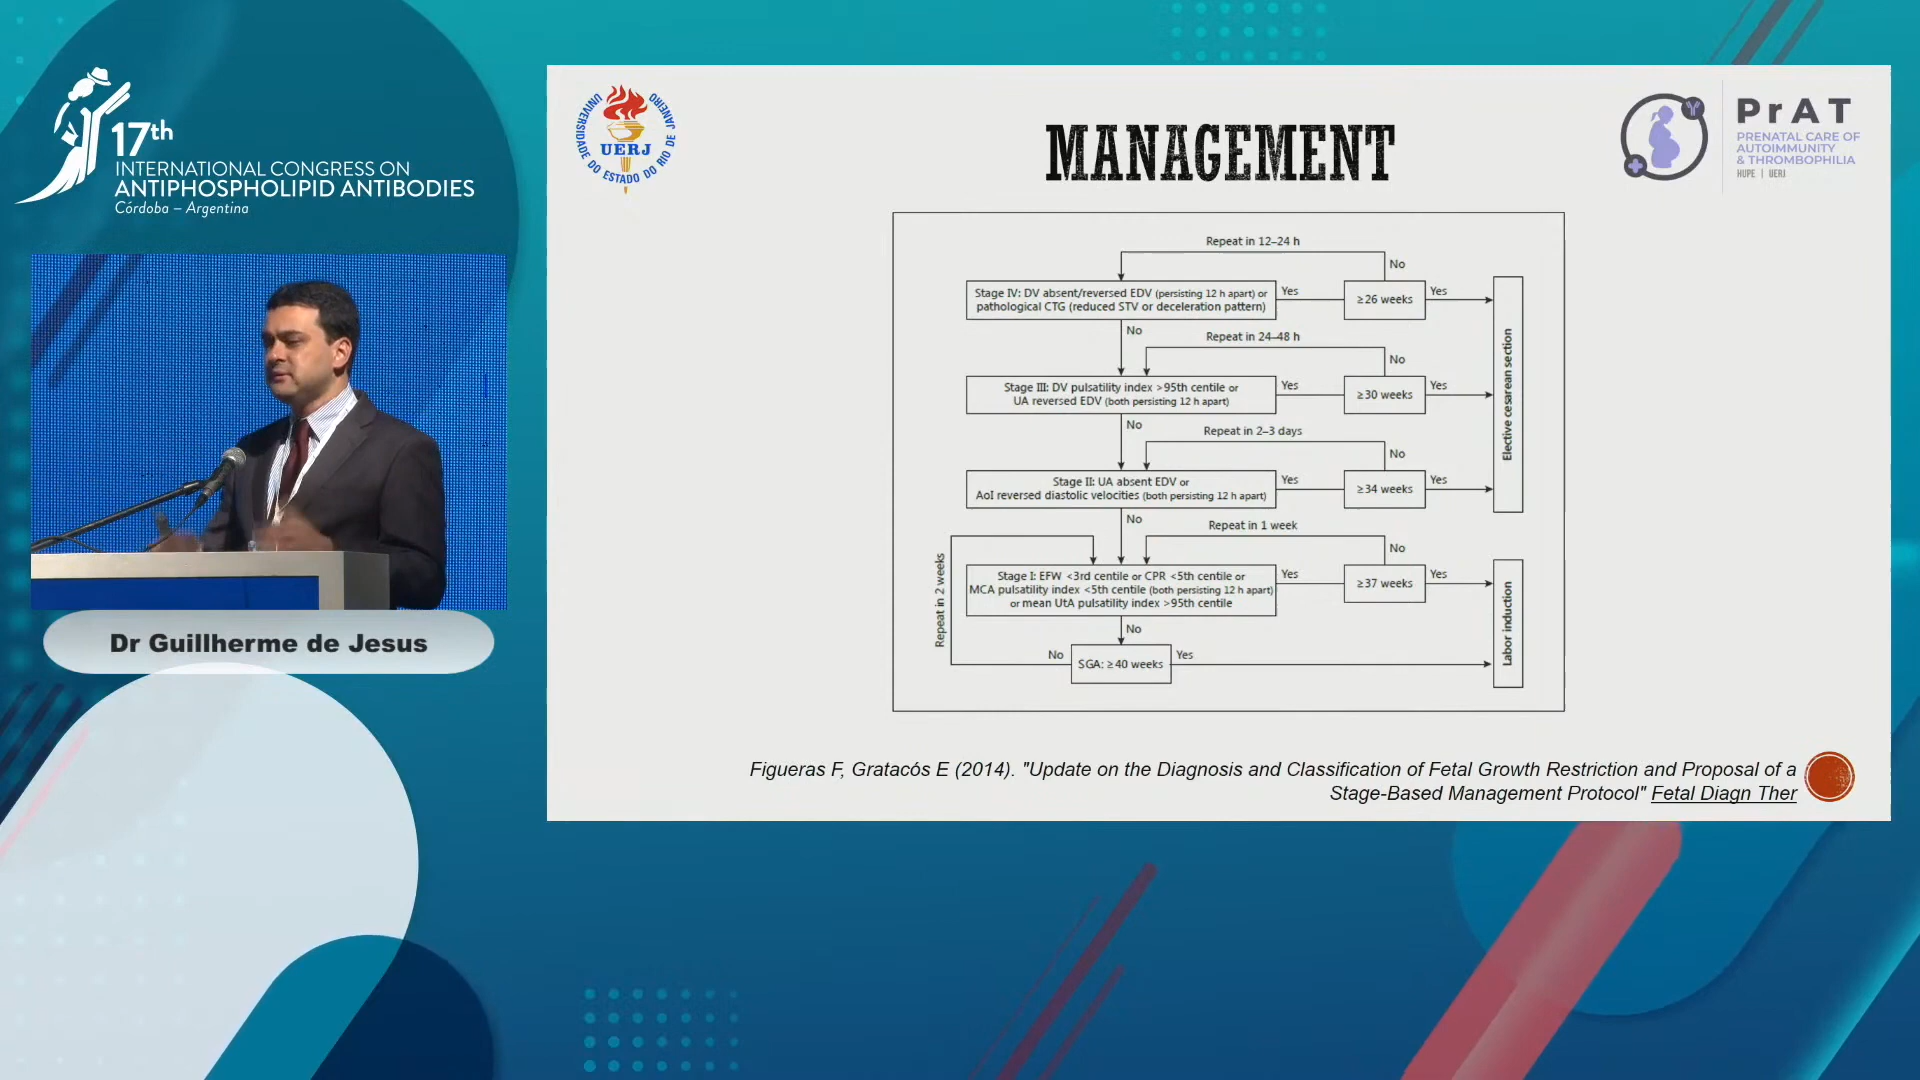 17th
INTERNATIONAL CONGRESS ON
ANTIPHOSPHOLIPID ANTIBODIES
Córdoba – Argentina
Dr Guillherme de Jesus
UNIVERSIDADE DO ESTADO DO RIO DE JANEIRO
UERJ
MANAGEMENT
PrAT
PRENATAL CARE OF
AUTOIMMUNITY
& THROMBOPHILIA
HUPE | UERJ
Repeat in 12–24 h
No
Stage IV: DV absent/reversed EDV (persisting 12 h apart) or
pathological CTG (reduced STV or deceleration pattern)
Yes
≥26 weeks
Yes
No
Repeat in 24–48 h
No
Stage III: DV pulsatility index >95th centile or
UA reversed EDV (both persisting 12 h apart)
Yes
≥30 weeks
Yes
Elective cesarean section
No
Repeat in 2–3 days
No
Stage II: UA absent EDV or
AoI reversed diastolic velocities (both persisting 12 h apart)
Yes
≥34 weeks
Yes
No
Repeat in 1 week
No
Repeat in 2 weeks
Stage I: EFW <3rd centile or CPR <5th centile or
MCA pulsatility index <5th centile (both persisting 12 h apart)
or mean UtA pulsatility index >95th centile
Yes
≥37 weeks
Yes
Labor induction
No
No
SGA: ≥40 weeks
Yes
Figueras F, Gratacós E (2014). "Update on the Diagnosis and Classification of Fetal Growth Restriction and Proposal of a
Stage-Based Management Protocol" Fetal Diagn Ther